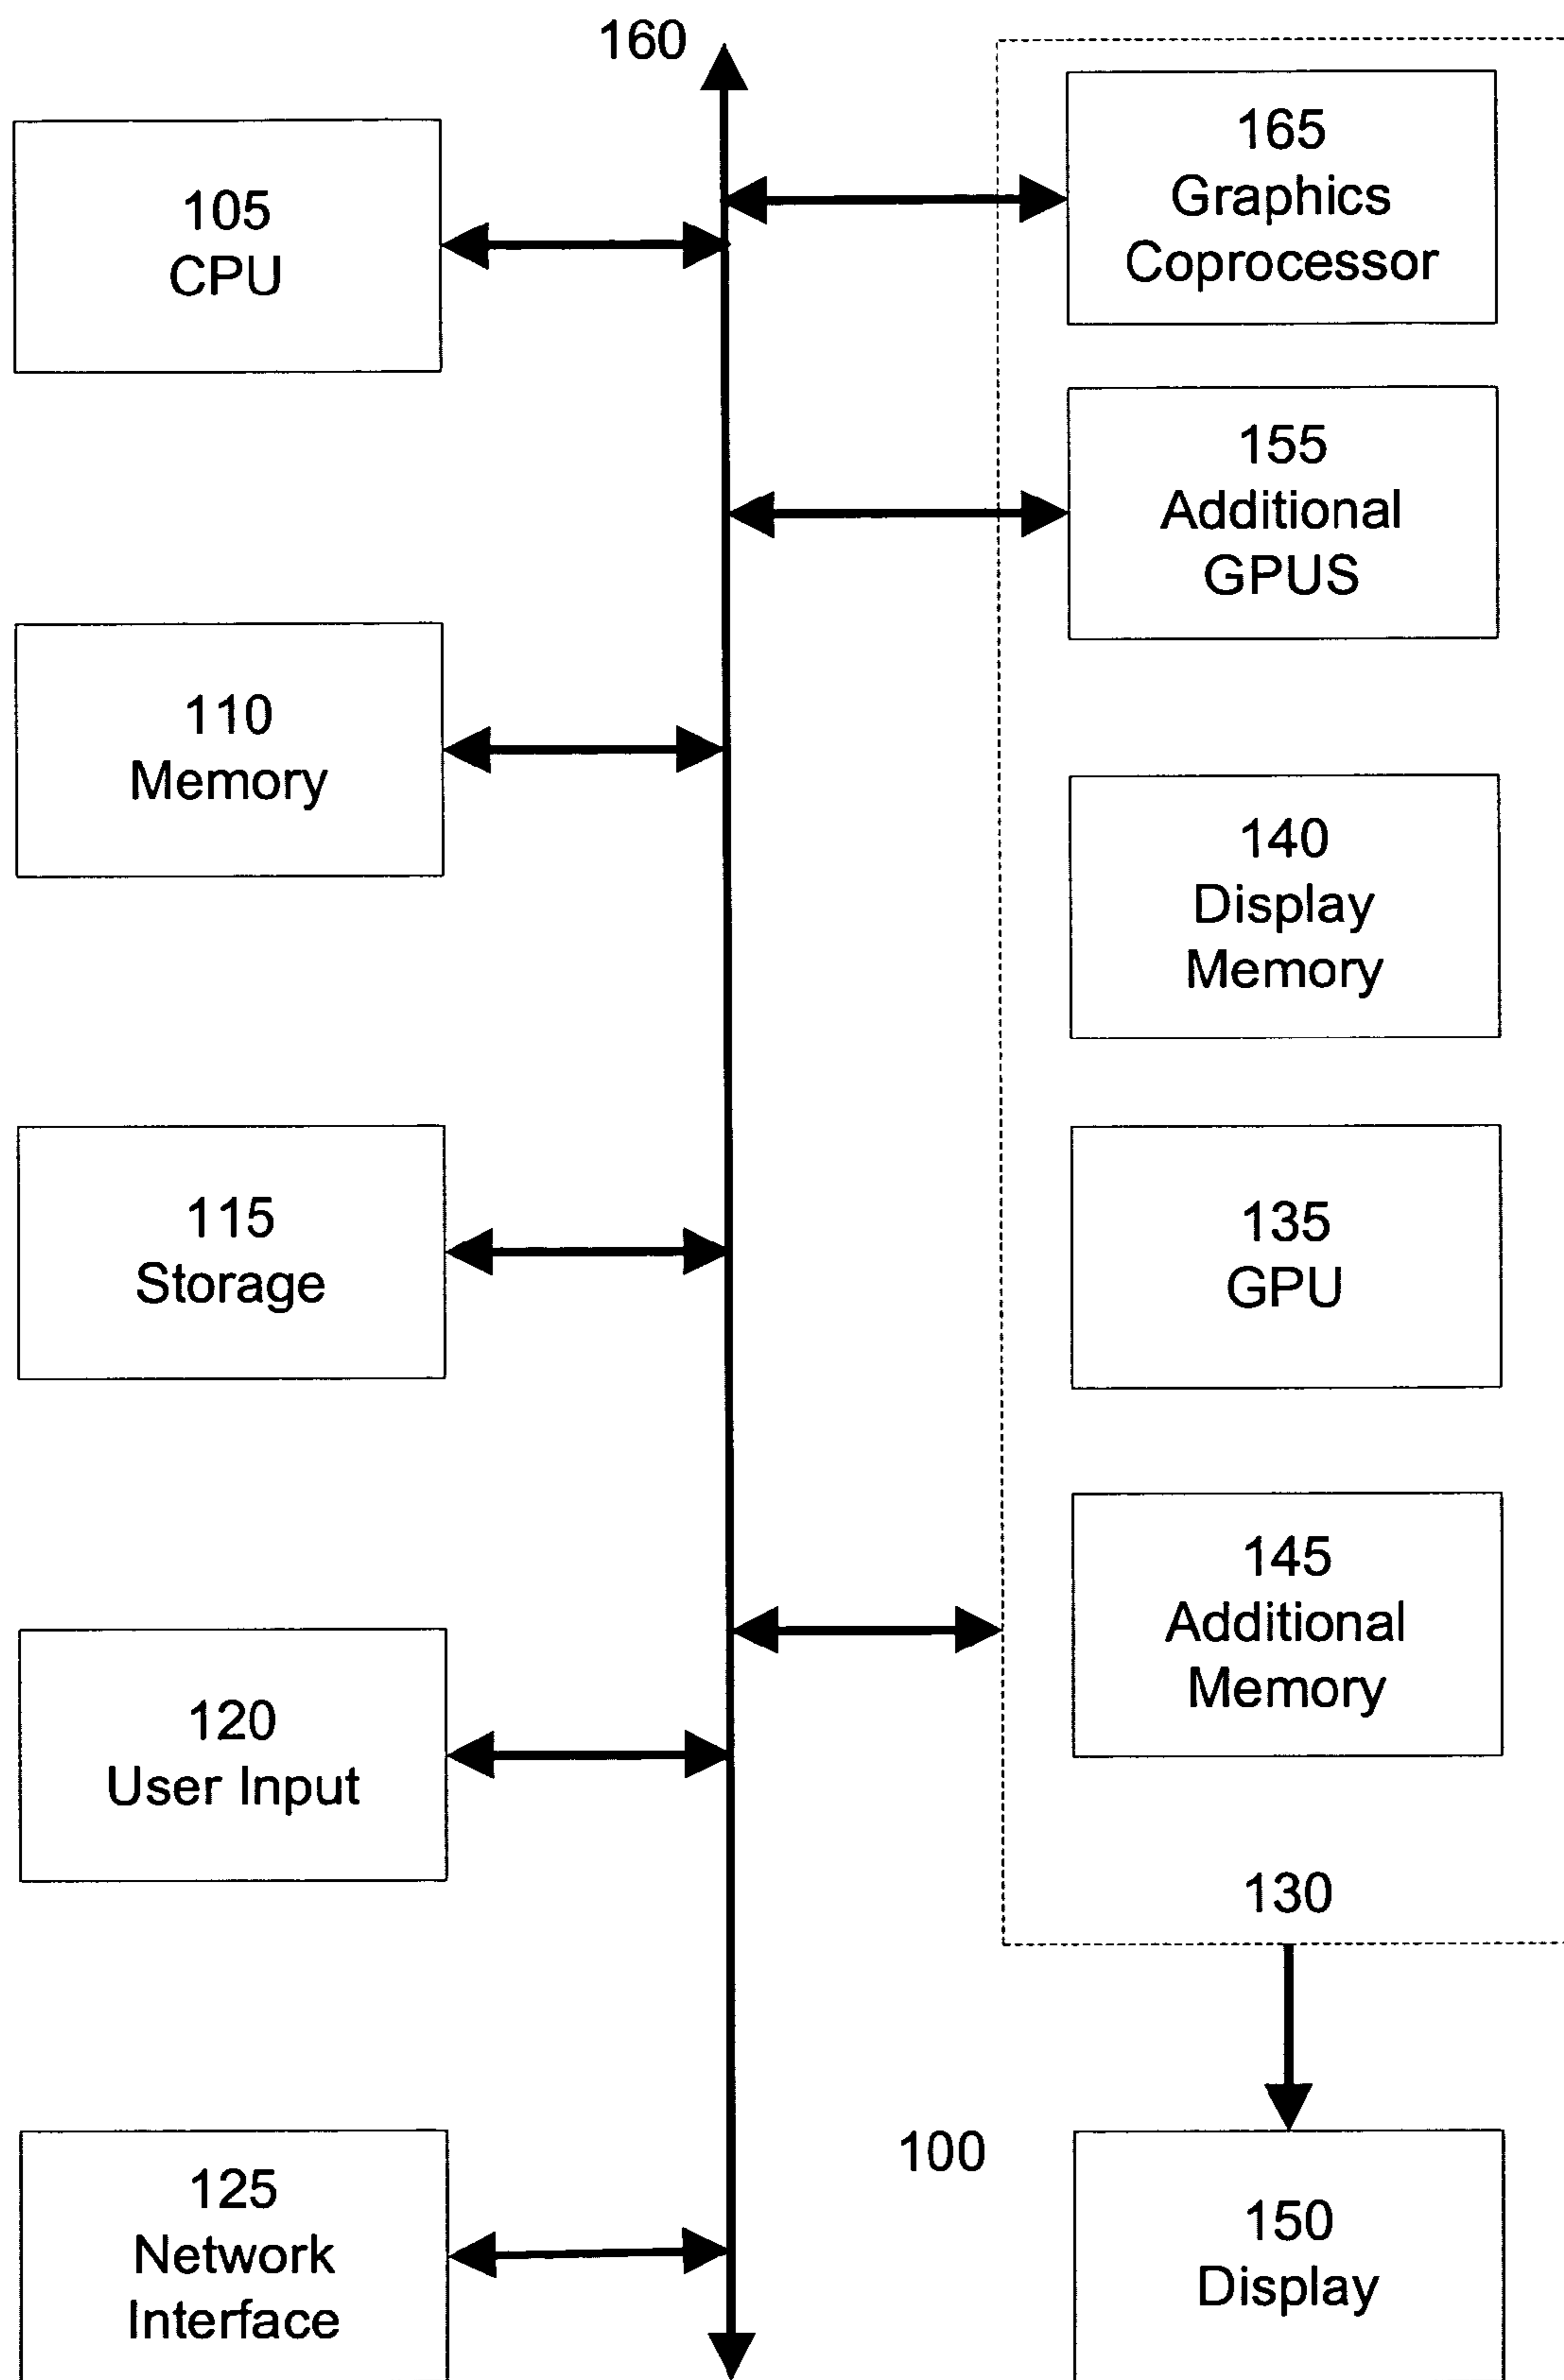 160
105
CPU
110
Memory
115
Storage
120
User Input
125
Network
Interface
165
Graphics
Coprocessor
155
Additional
GPUS
140
Display
Memory
135
GPU
145
Additional
Memory
130
100
150
Display